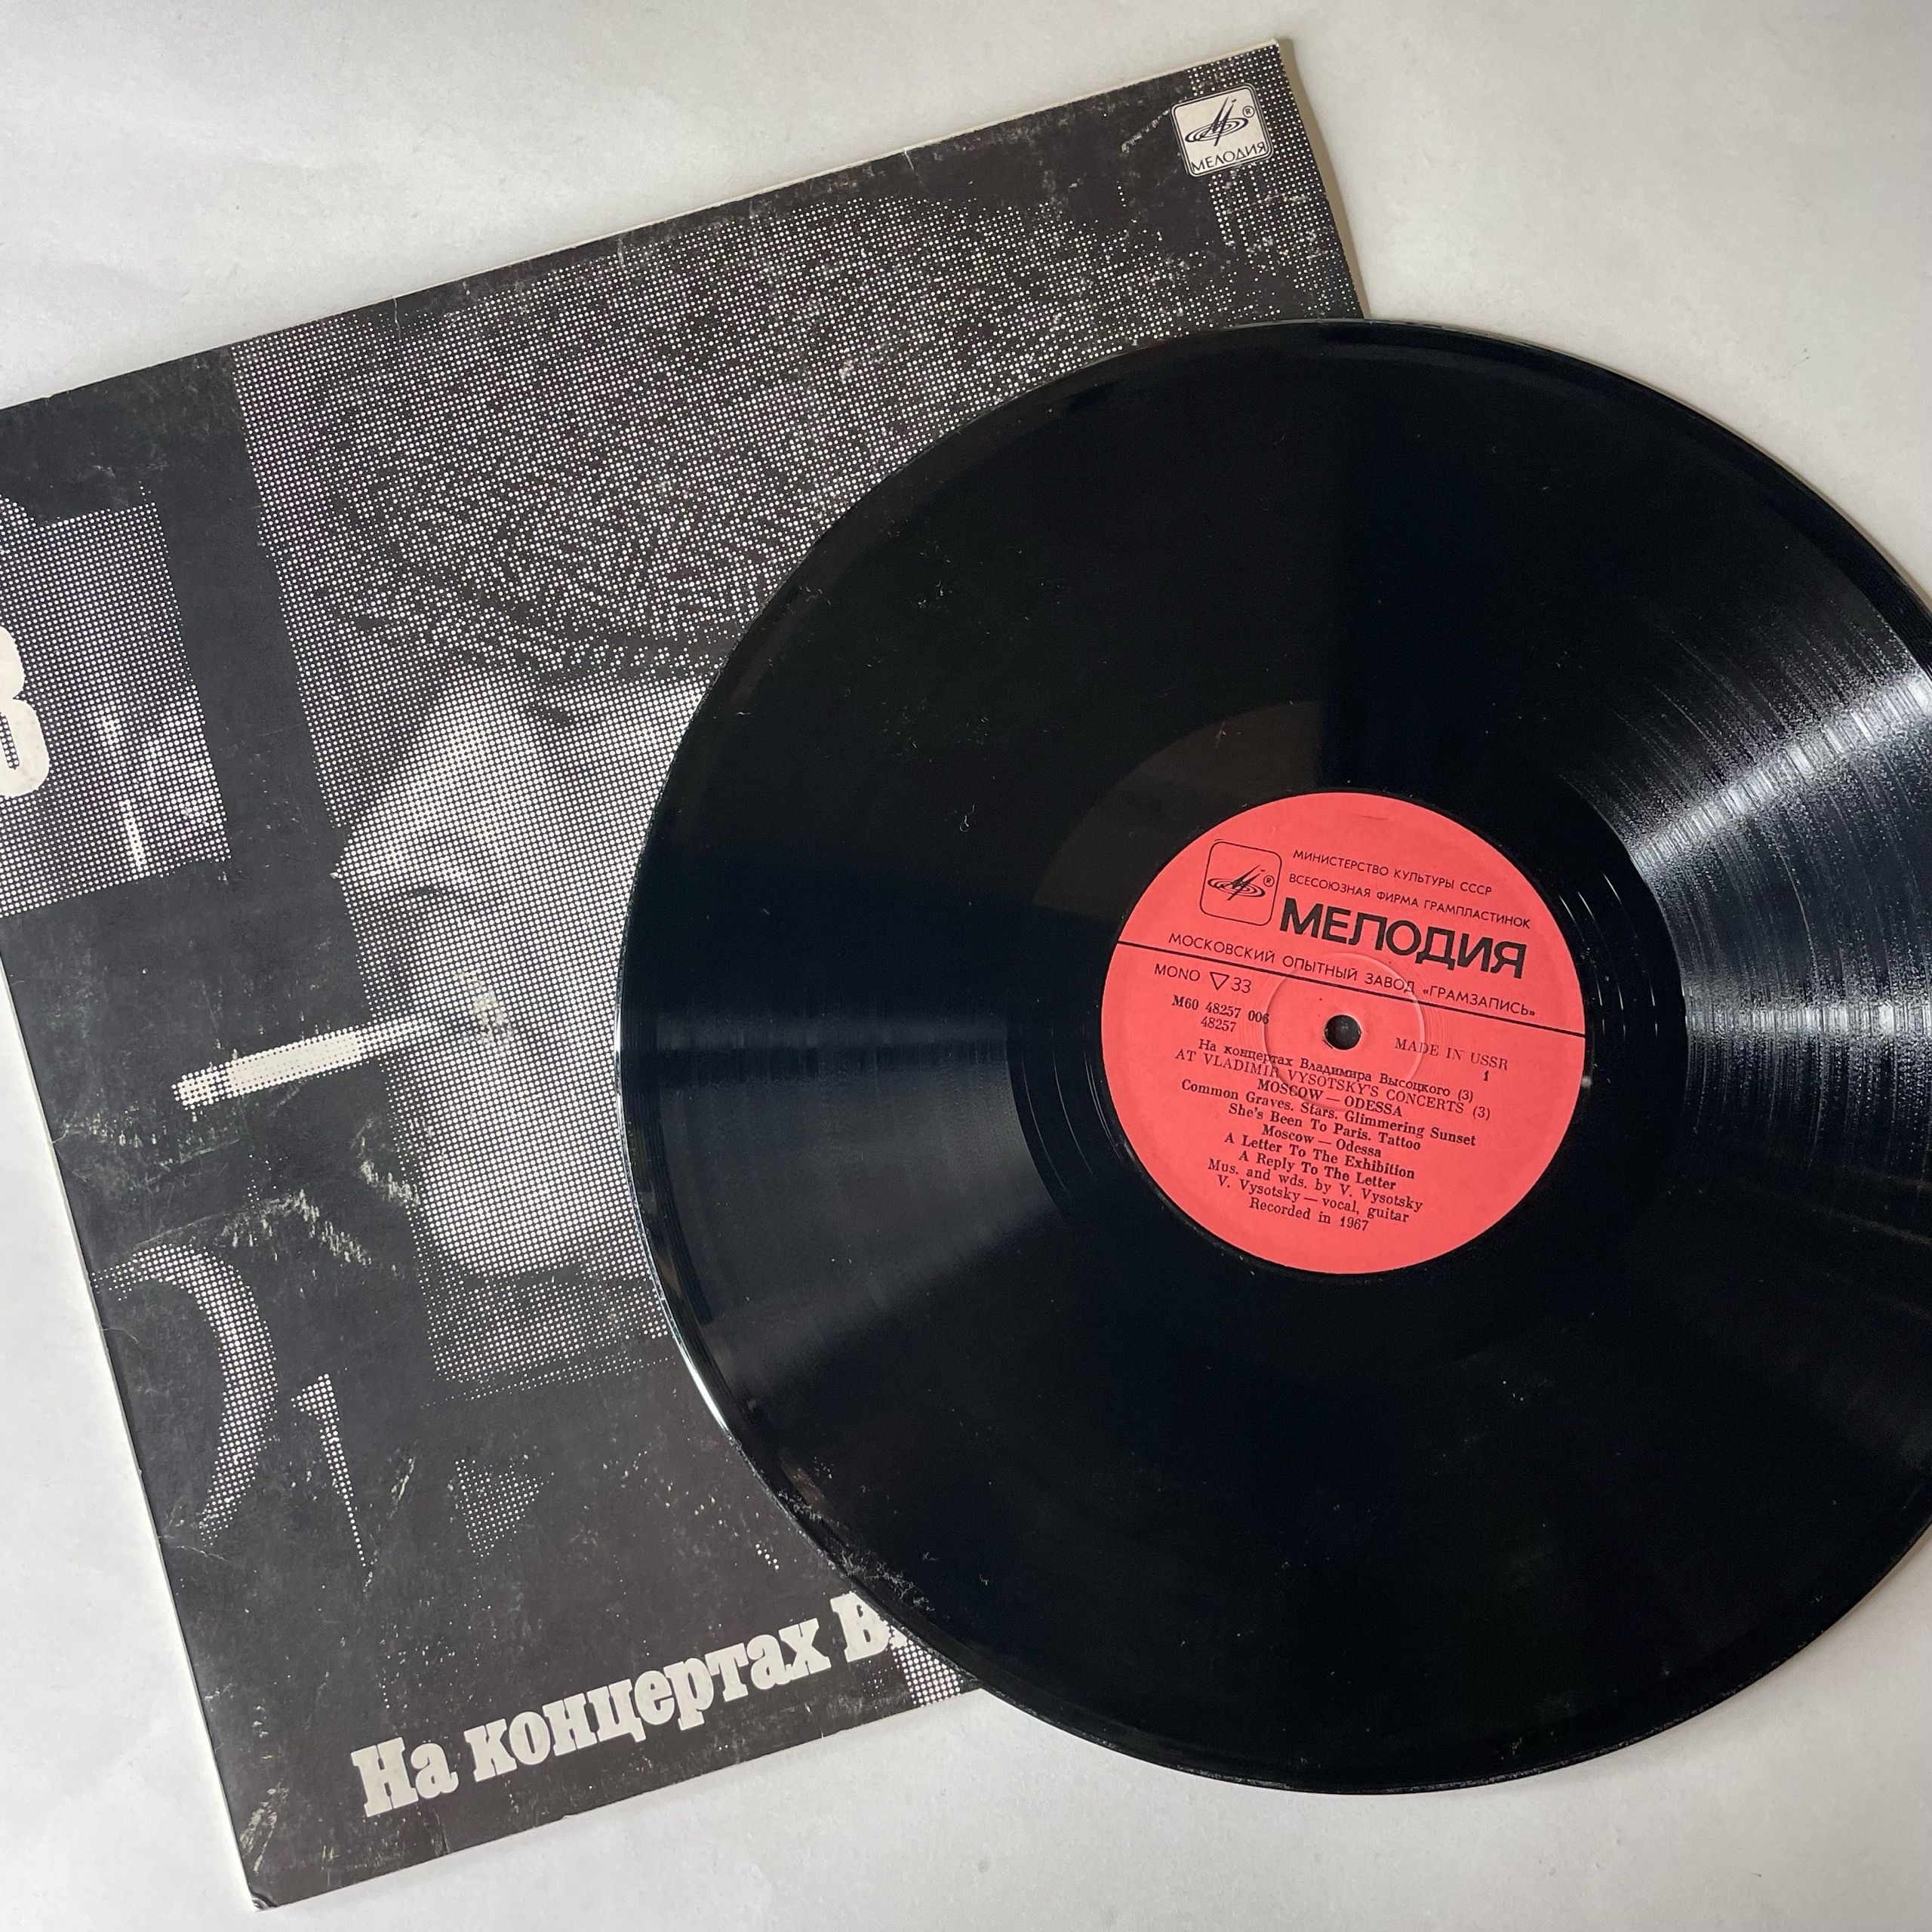 МЕЛОДИЯ
®
3
На концертах В
МИНИСТЕРСТВО КУЛЬТУРЫ СССР
ВСЕСОЮЗНАЯ ФИРМА ГРАМПЛАСТИНОК
®
МЕЛОДИЯ
МОСКОВСКИЙ ОПЫТНЫЙ ЗАВОД «ГРАМЗАПИСЬ»
MONO ▽33
М60 48257 006
48257
MADE IN USSR
1
На концертах Владимира Высоцкого (3)
AT VLADIMIR VYSOTSKY'S CONCERTS (3)
MOSCOW — ODESSA
Common Graves. Stars. Glimmering Sunset
She's Been To Paris. Tattoo
Moscow — Odessa
A Letter To The Exhibition
A Reply To The Letter
Mus. and wds. by V. Vysotsky
V. Vysotsky — vocal, guitar
Recorded in 1967